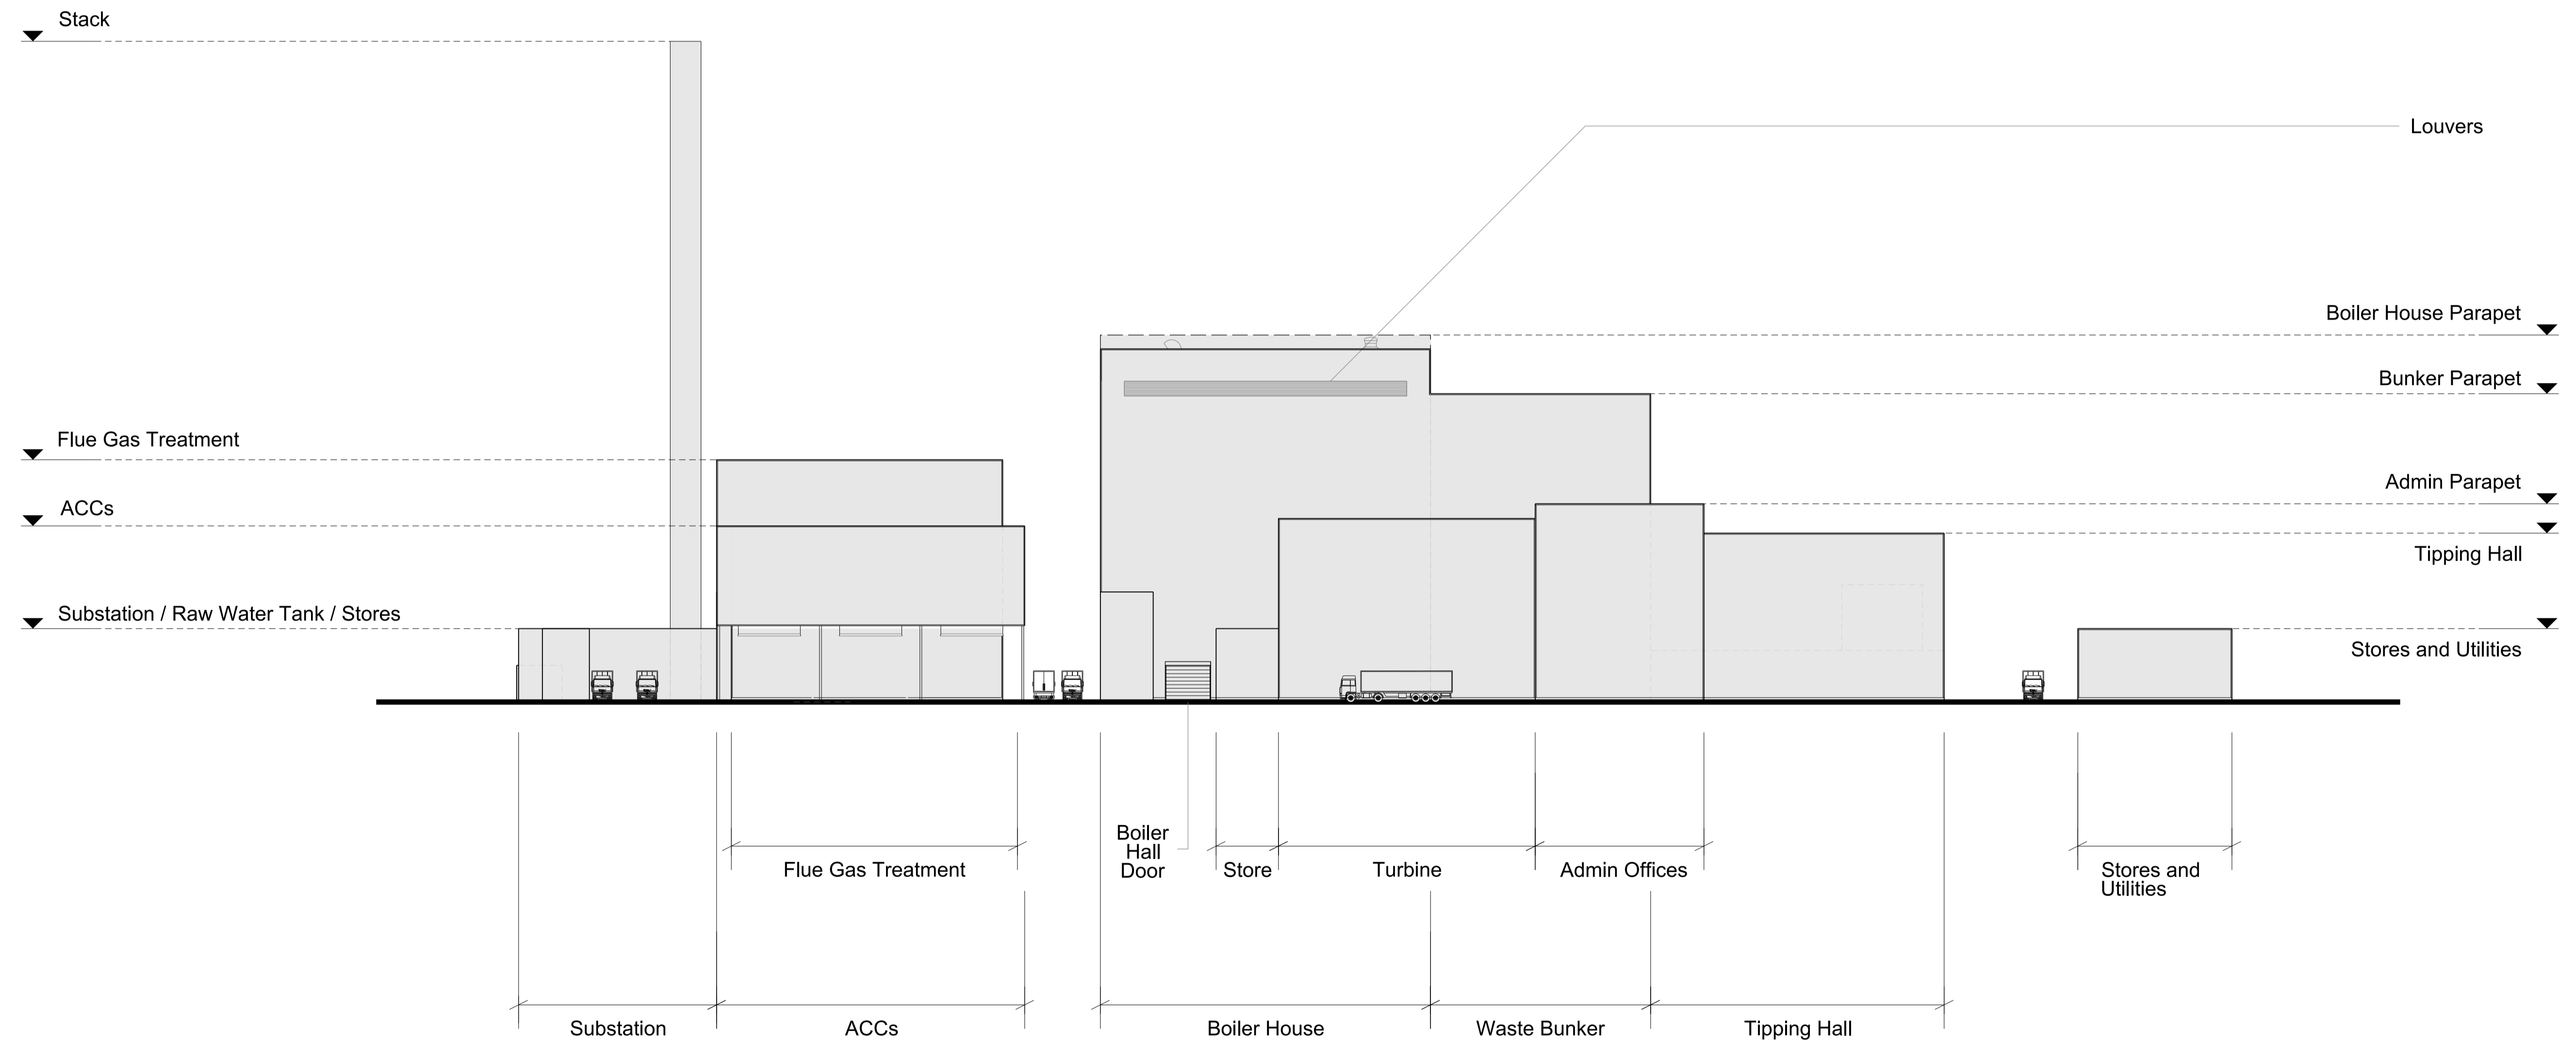 Stack
Louvers
Boiler House Parapet
Bunker Parapet
Flue Gas Treatment
Admin Parapet
ACCs
Tipping Hall
Substation / Raw Water Tank / Stores
Stores and Utilities
Boiler
Hall
Door
Flue Gas Treatment
Store
Turbine
Admin Offices
Stores and
Utilities
Substation
ACCs
Boiler House
Waste Bunker
Tipping Hall